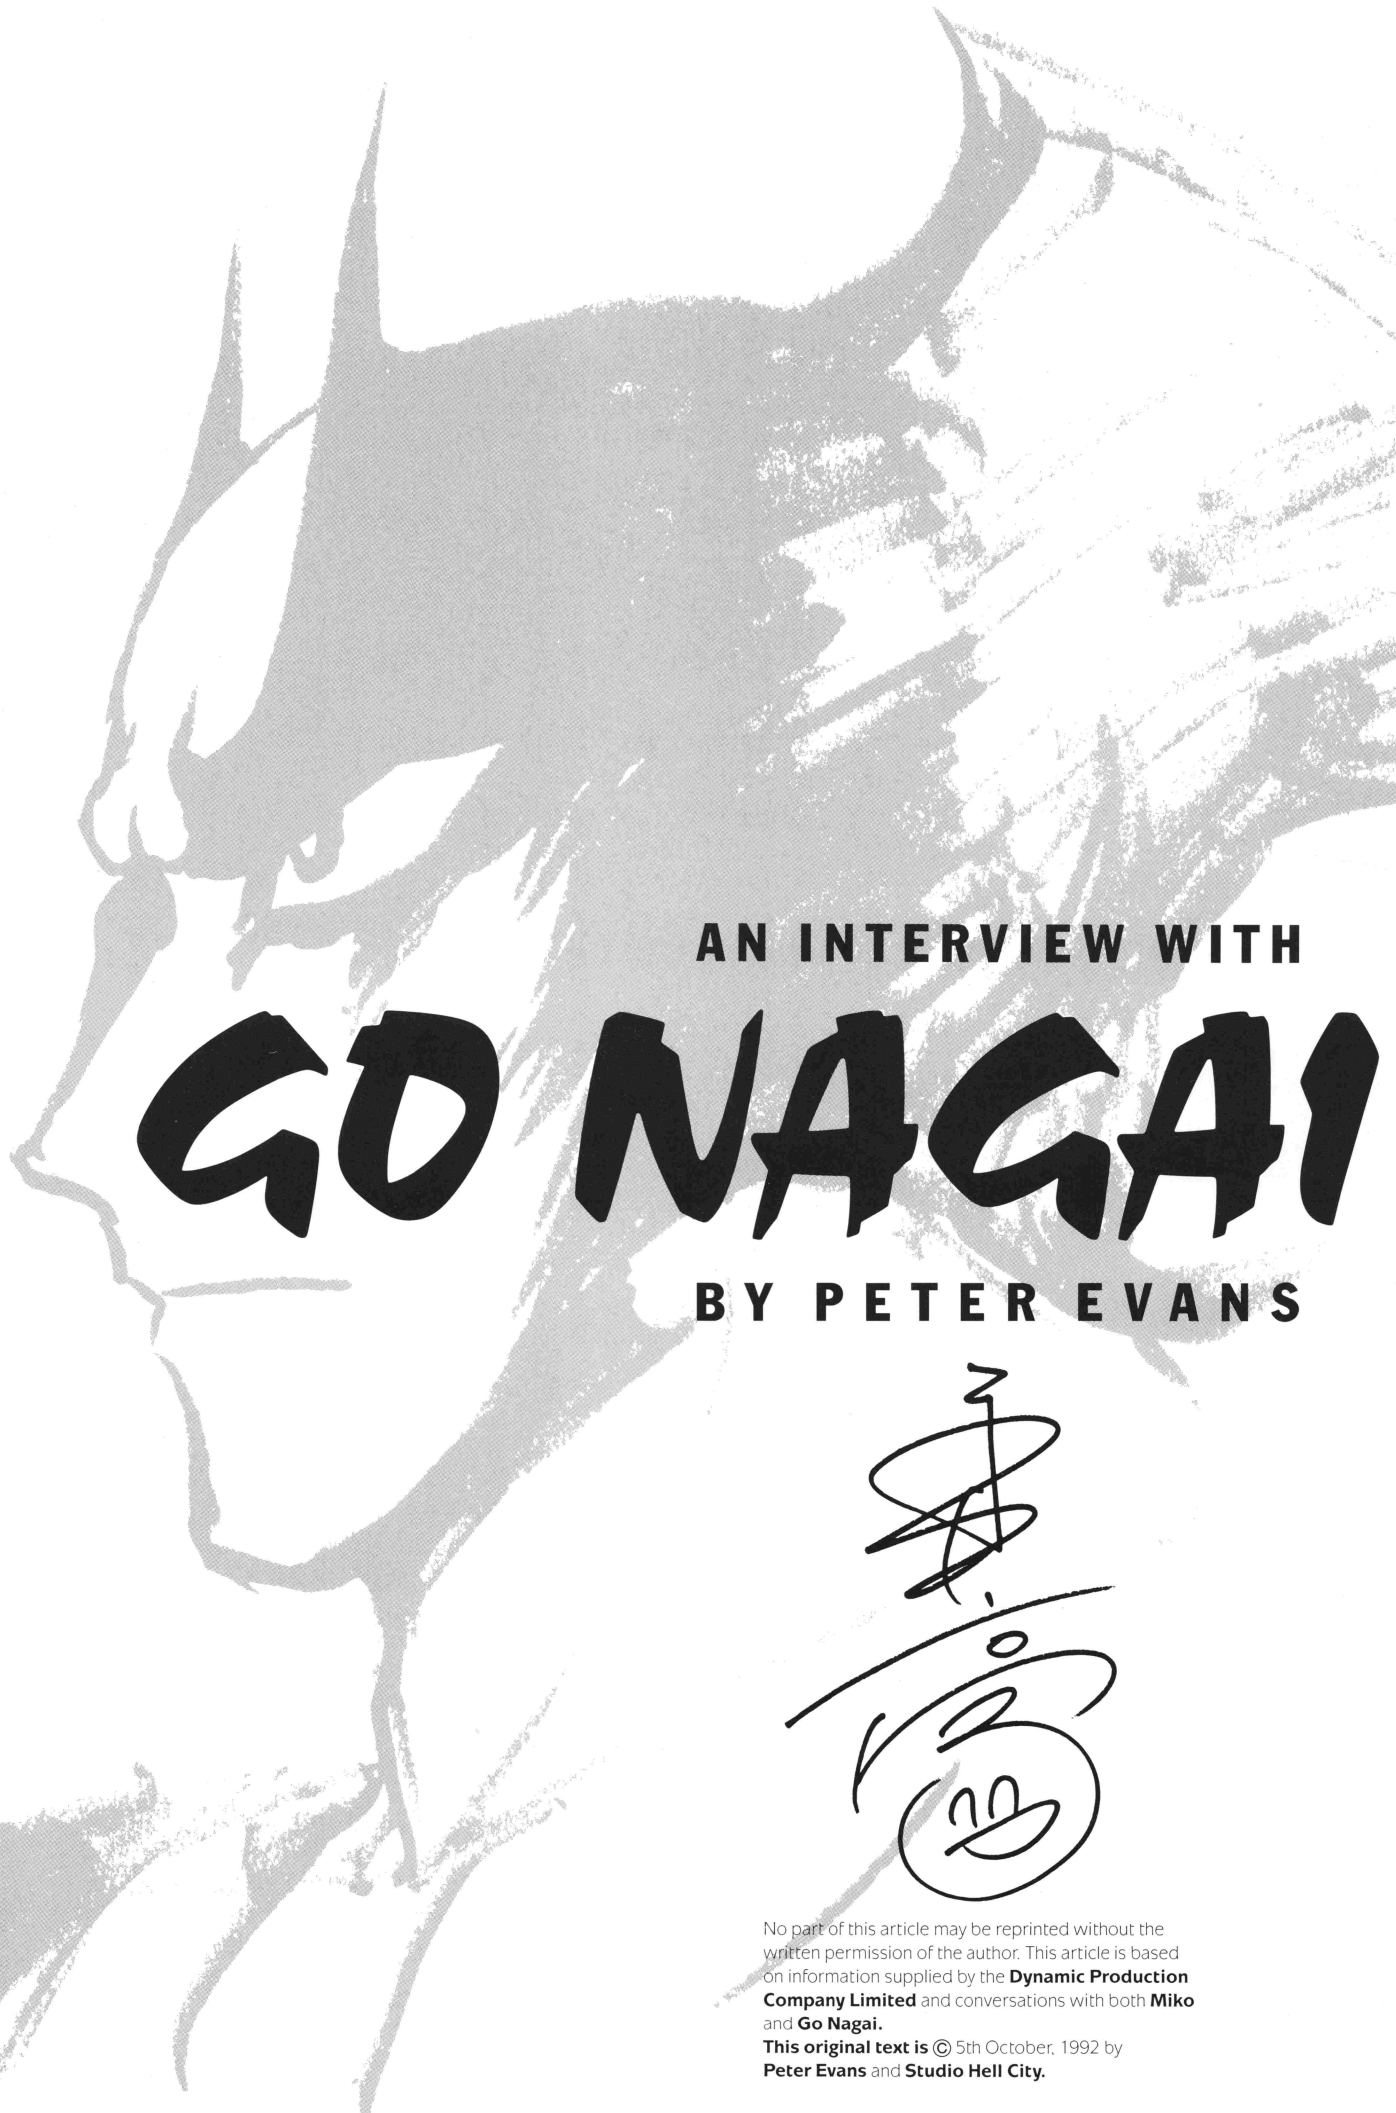 AN INTERVIEW WITH
GO NAGAI
BY PETER EVANS
No part of this article may be reprinted without the
written permission of the author. This article is based
on information supplied by the Dynamic Production
Company Limited and conversations with both Miko
and Go Nagai.
This original text is © 5th October, 1992 by
Peter Evans and Studio Hell City.